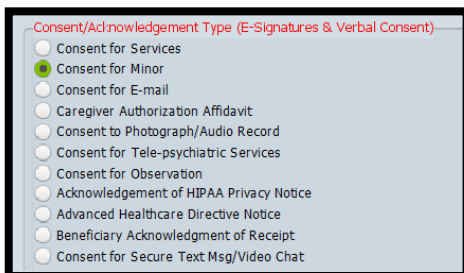 Consent/Acknowledgement Type (E-Signatures & Verbal Consent)
Consent for Services
Consent for Minor
Consent for E-mail
Caregiver Authorization Affidavit
Consent to Photograph/Audio Record
Consent for Tele-psychiatric Services
Consent for Observation
Acknowledgement of HIPAA Privacy Notice
Advanced Healthcare Directive Notice
Beneficiary Acknowledgment of Receipt
Consent for Secure Text Msg/Video Chat